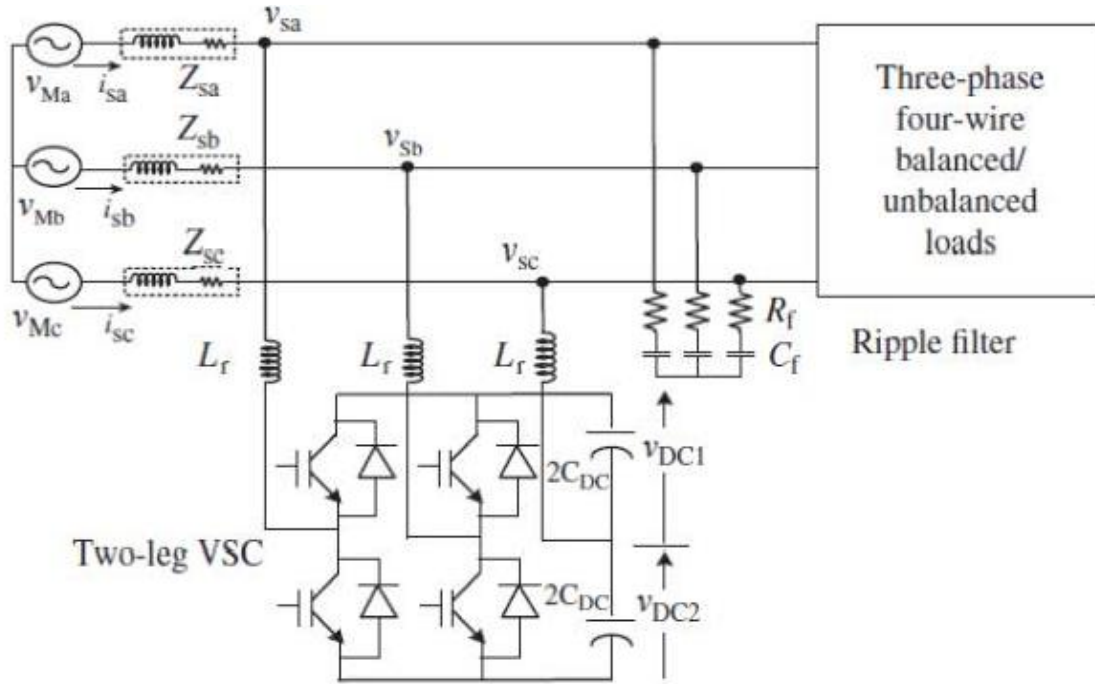 v_sa
v_Ma
i_sa
Z_sa
Z_sb
v_Sb
v_Mb
i_sb
Z_sc
v_sc
v_Mc
i_sc
Three-phase
four-wire
balanced/
unbalanced
loads
R_f
C_f
Ripple filter
L_r
L_r
L_r
2C_DC
v_DC1
Two-leg VSC
2C_DC
v_DC2